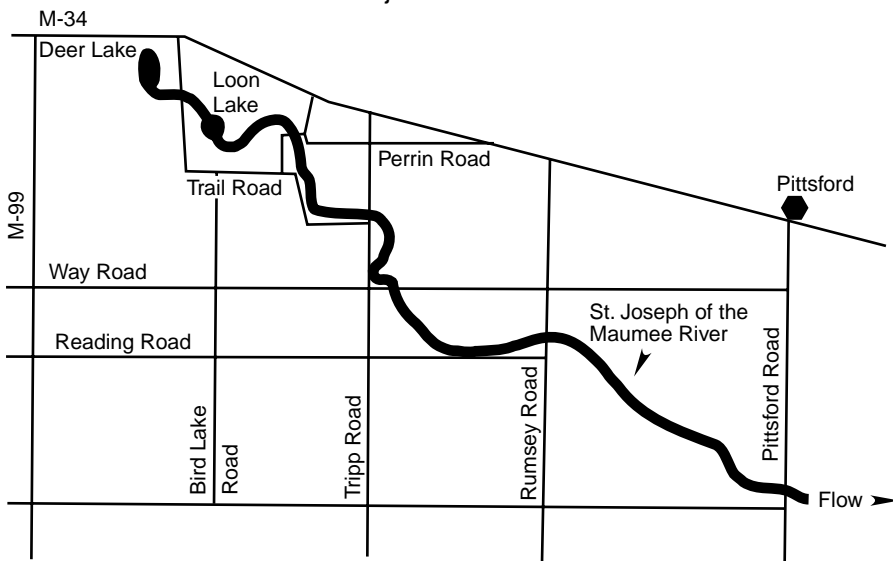 M-34
Deer Lake
Loon
Lake
Perrin Road
Trail Road
Pittsford
M-99
Way Road
St. Joseph of the
Maumee River
Reading Road
Bird Lake
Road
Tripp Road
Rumsey Road
Pittsford Road
Flow